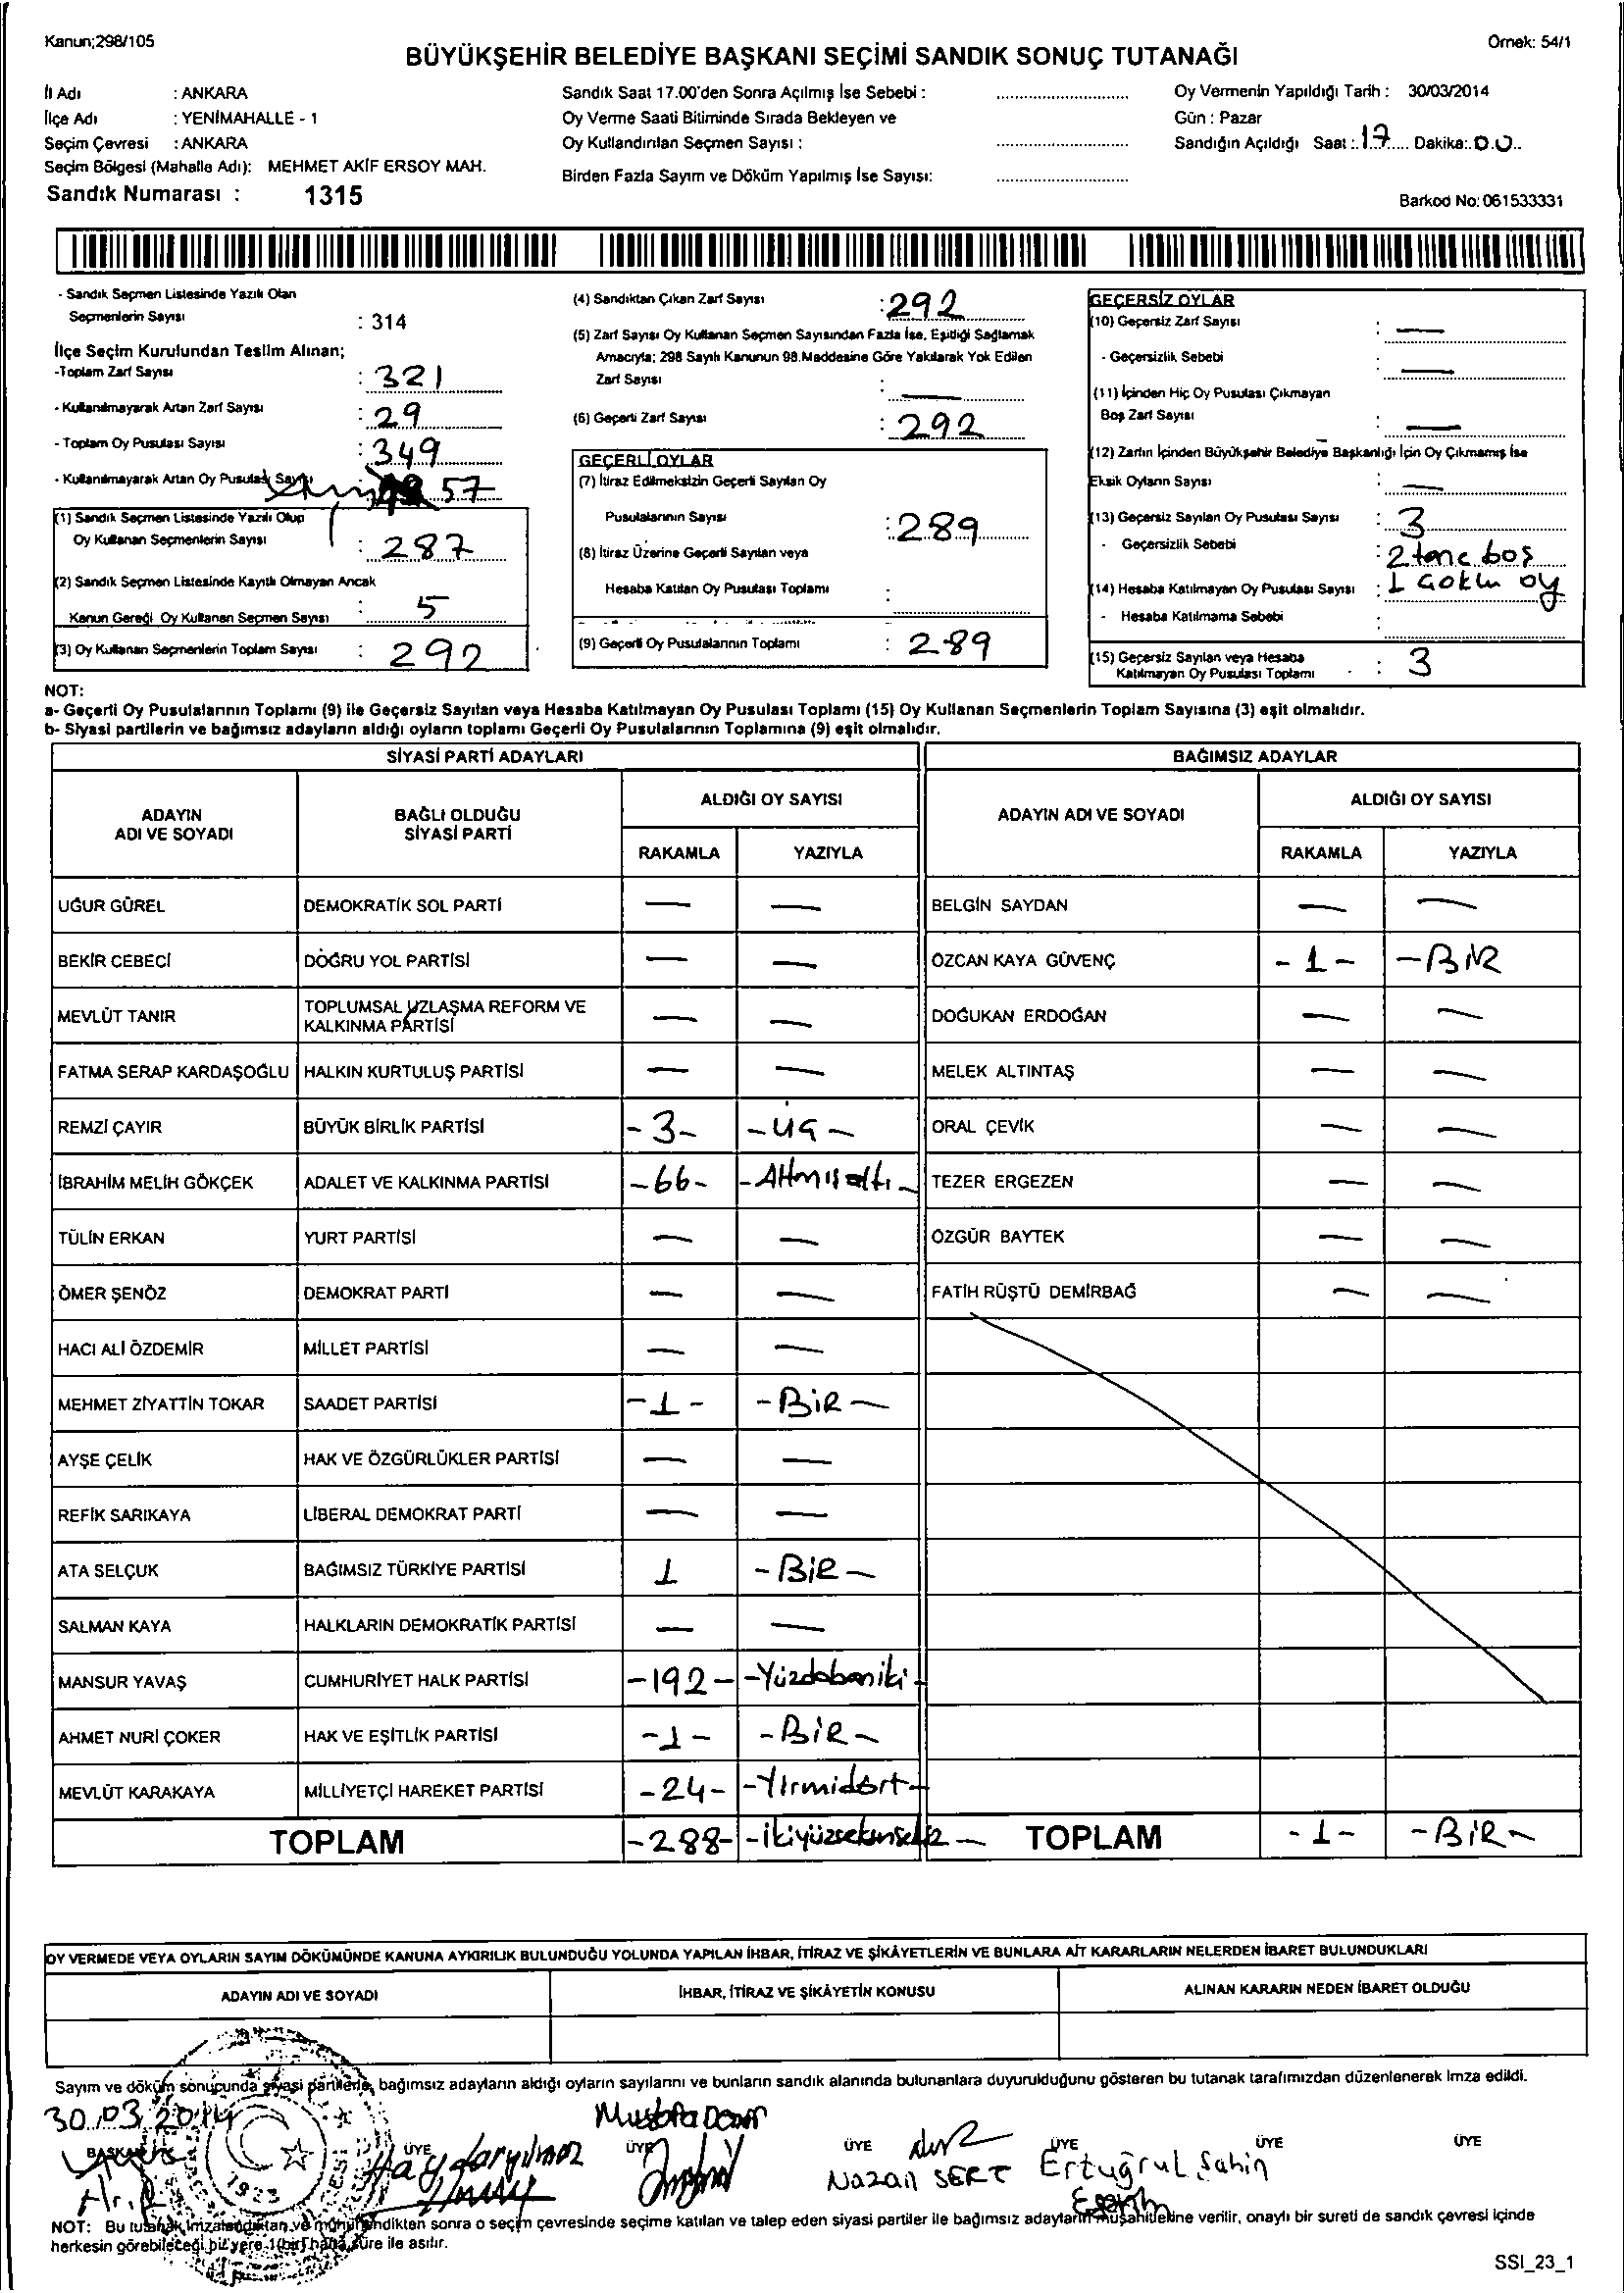 Kanun;298/105
Örnek: 54/1
BÜYÜKŞEHİR BELEDİYE BAŞKANI SEÇİMİ SANDIK SONUÇ TUTANAĞI
İl Adı : ANKARA
İlçe Adı : YENİMAHALLE - 1
Seçim Çevresi : ANKARA
Seçim Bölgesi (Mahalle Adı): MEHMET AKİF ERSOY MAH.
Sandık Numarası : 1315
Sandık Saat 17.00'den Sonra Açılmış İse Sebebi :
Oy Verme Saati Bitiminde Sırada Bekleyen ve
Oy Kullandırılan Seçmen Sayısı :
Birden Fazla Sayım ve Döküm Yapılmış İse Sayısı:
Oy Vermenin Yapıldığı Tarih : 30/03/2014
Gün : Pazar
Sandığın Açıldığı Saat : 17 Dakika: 00
Barkod No: 061533331
- Sandık Seçmen Listesinde Yazılı Olan
Seçmenlerin Sayısı : 314
İlçe Seçim Kurulundan Teslim Alınan;
-Toplam Zarf Sayısı : 321
- Kullanılmayarak Artan Zarf Sayısı : 29
- Toplam Oy Pusulası Sayısı : 349
- Kullanılmayarak Artan Oy Pusulası Sayısı 57
(1) Sandık Seçmen Listesinde Yazılı Olup
Oy Kullanan Seçmenlerin Sayısı : 287
(2) Sandık Seçmen Listesinde Kayıtlı Olmayan Ancak
Kanun Gereği Oy Kullanan Seçmen Sayısı : 5
(3) Oy Kullanan Seçmenlerin Toplam Sayısı : 292
(4) Sandıktan Çıkan Zarf Sayısı : 292
(5) Zarf Sayısı Oy Kullanan Seçmen Sayısından Fazla İse, Eşitliği Sağlamak
Amacıyla; 298 Sayılı Kanunun 98.Maddesine Göre Yakılarak Yok Edilen
Zarf Sayısı : —
(6) Geçerli Zarf Sayısı : 292
GEÇERLİ OYLAR
(7) İtiraz Edilmeksizin Geçerli Sayılan Oy
Pusulalarının Sayısı : 289
(8) İtiraz Üzerine Geçerli Sayılan veya
Hesaba Katılan Oy Pusulası Toplamı :
(9) Geçerli Oy Pusulalarının Toplamı : 289
GEÇERSİZ OYLAR
(10) Geçersiz Zarf Sayısı : —
- Geçersizlik Sebebi : —
(11) İçinden Hiç Oy Pusulası Çıkmayan
Boş Zarf Sayısı : —
(12) Zarfın İçinden Büyükşehir Belediye Başkanlığı İçin Oy Çıkmamış İse
Eksik Oyların Sayısı : —
(13) Geçersiz Sayılan Oy Pusulası Sayısı : 3
- Geçersizlik Sebebi : 2 tane boş
(14) Hesaba Katılmayan Oy Pusulası Sayısı : 1 çoklu oy
- Hesaba Katılmama Sebebi :
(15) Geçersiz Sayılan veya Hesaba
Katılmayan Oy Pusulası Toplamı : 3
NOT:
a- Geçerli Oy Pusulalarının Toplamı (9) ile Geçersiz Sayılan veya Hesaba Katılmayan Oy Pusulası Toplamı (15) Oy Kullanan Seçmenlerin Toplam Sayısına (3) eşit olmalıdır.
b- Siyasi partilerin ve bağımsız adayların aldığı oyların toplamı Geçerli Oy Pusulalarının Toplamına (9) eşit olmalıdır.
SİYASİ PARTİ ADAYLARI
ADAYIN ADI VE SOYADI BAĞLI OLDUĞU SİYASİ PARTİ ALDIĞI OY SAYISI
RAKAMLA YAZIYLA
UĞUR GÜREL DEMOKRATİK SOL PARTİ — —
BEKİR CEBECİ DOĞRU YOL PARTİSİ — —
MEVLÜT TANIR TOPLUMSAL UZLAŞMA REFORM VE KALKINMA PARTİSİ — —
FATMA SERAP KARDAŞOĞLU HALKIN KURTULUŞ PARTİSİ — —
REMZİ ÇAYIR BÜYÜK BİRLİK PARTİSİ - 3 - - üç -
İBRAHİM MELİH GÖKÇEK ADALET VE KALKINMA PARTİSİ - 66 - - Altmışaltı -
TÜLİN ERKAN YURT PARTİSİ — —
ÖMER ŞENÖZ DEMOKRAT PARTİ — —
HACI ALİ ÖZDEMİR MİLLET PARTİSİ — —
MEHMET ZİYATTİN TOKAR SAADET PARTİSİ - 1 - - BİR -
AYŞE ÇELİK HAK VE ÖZGÜRLÜKLER PARTİSİ — —
REFİK SARIKAYA LİBERAL DEMOKRAT PARTİ — —
ATA SELÇUK BAĞIMSIZ TÜRKİYE PARTİSİ 1 - BİR -
SALMAN KAYA HALKLARIN DEMOKRATİK PARTİSİ — —
MANSUR YAVAŞ CUMHURİYET HALK PARTİSİ - 192 - - Yüzdoksaniki -
AHMET NURİ ÇOKER HAK VE EŞİTLİK PARTİSİ - 1 - - BİR -
MEVLÜT KARAKAYA MİLLİYETÇİ HAREKET PARTİSİ - 24 - - Yirmidört -
TOPLAM - 288 - - ikiyüzseksensekiz -
BAĞIMSIZ ADAYLAR
ADAYIN ADI VE SOYADI ALDIĞI OY SAYISI
RAKAMLA YAZIYLA
BELGİN SAYDAN — —
ÖZCAN KAYA GÜVENÇ - 1 - - BİR
DOĞUKAN ERDOĞAN — —
MELEK ALTINTAŞ — —
ORAL ÇEVİK — —
TEZER ERGEZEN — —
ÖZGÜR BAYTEK — —
FATİH RÜŞTÜ DEMİRBAĞ — —
TOPLAM - 1 - - BİR -
OY VERMEDE VEYA OYLARIN SAYIM DÖKÜMÜNDE KANUNA AYKIRILIK BULUNDUĞU YOLUNDA YAPILAN İHBAR, İTİRAZ VE ŞİKÂYETLERİN VE BUNLARA AİT KARARLARIN NELERDEN İBARET BULUNDUKLARI
ADAYIN ADI VE SOYADI İHBAR, İTİRAZ VE ŞİKÂYETİN KONUSU ALINAN KARARIN NEDEN İBARET OLDUĞU
Sayım ve döküm sonucunda siyasi partilerle, bağımsız adayların aldığı oyların sayılarını ve bunların sandık alanında bulunanlara duyurulduğunu gösteren bu tutanak tarafımızdan düzenlenerek imza edildi.
30.03.2014
BAŞKAN ÜYE ÜYE ÜYE ÜYE ÜYE ÜYE
Haydar Yılmaz
Mustafa
Nazan SERT
Ertuğrul Şahin
1923
NOT: Bu tutanak imzalandıktan ve mühürlendikten sonra o seçim çevresinde seçime katılan ve talep eden siyasi partiler ile bağımsız adayların müşahitlerine verilir, onaylı bir sureti de sandık çevresi içinde
herkesin görebileceği bir yere 1(bir) hafta süre ile asılır.
SSI_23_1